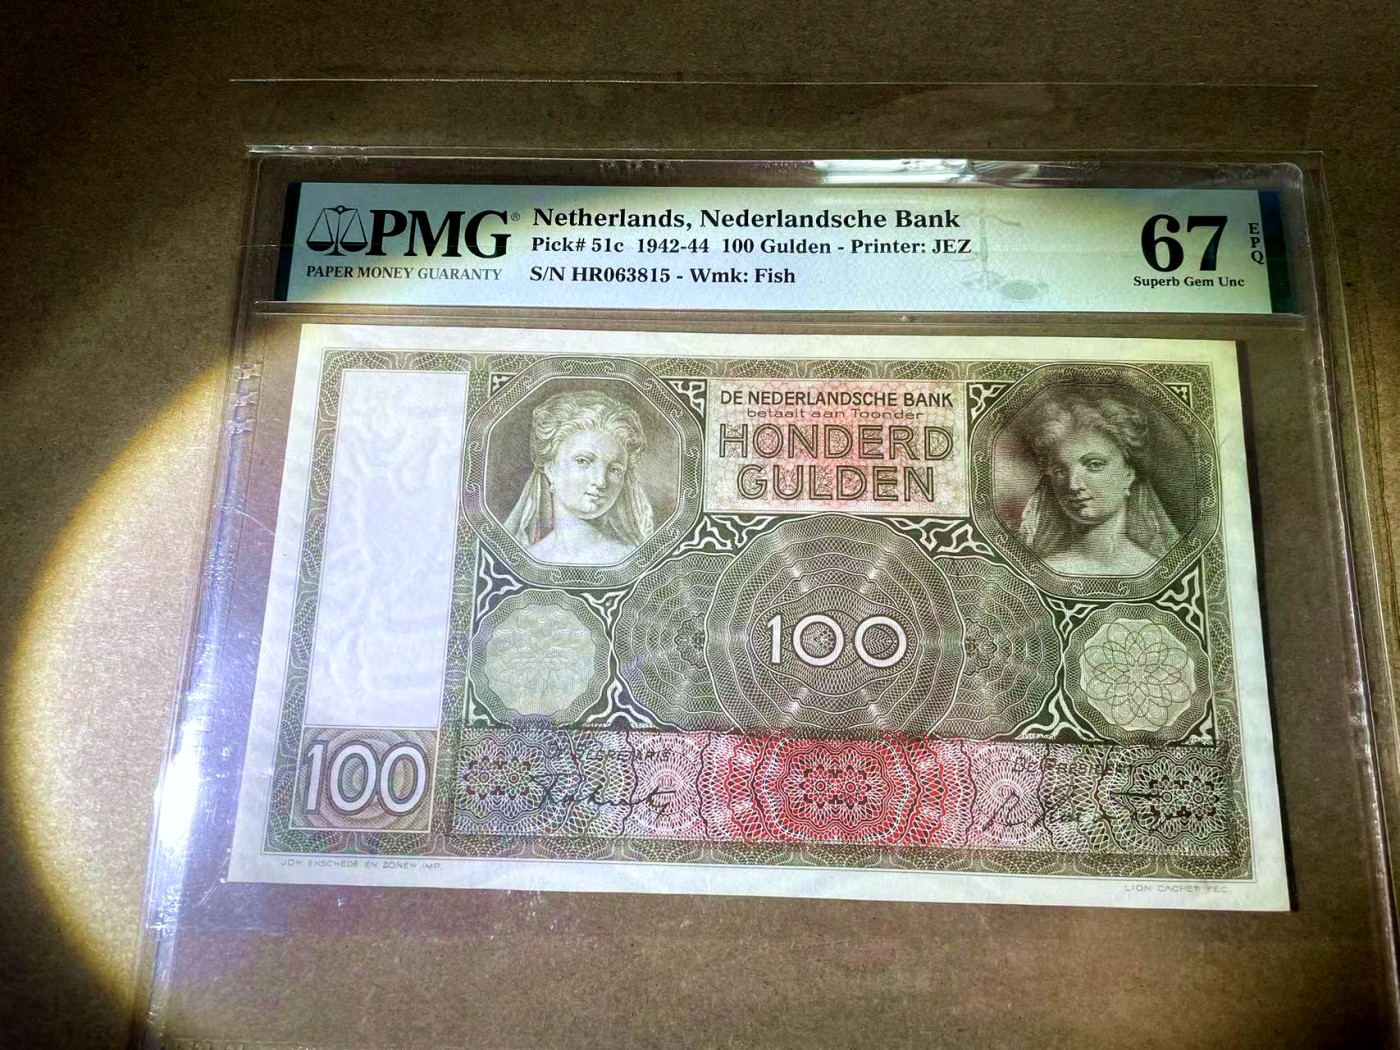 PMG®
PAPER MONEY GUARANTY
Netherlands, Nederlandsche Bank
Pick# 51c 1942-44 100 Gulden - Printer: JEZ
S/N HR063815 - Wmk: Fish
67
EPQ
Superb Gem Unc
DE NEDERLANDSCHE BANK
betaalt aan Toonder
HONDERD
GULDEN
100
100
JOH. ENSCHEDÉ EN ZONEN IMP.
LION CACHET FEC.